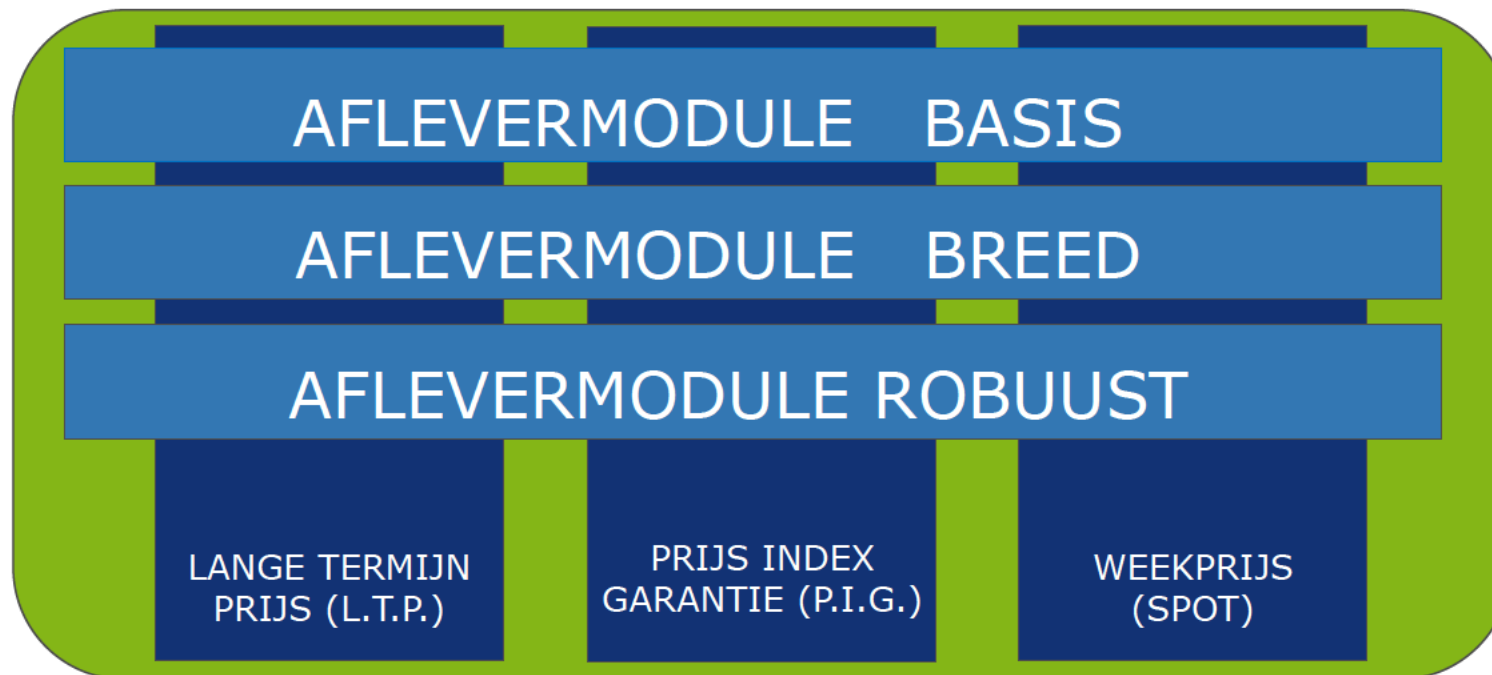 AFLEVERMODULE BASIS
AFLEVERMODULE BREED
AFLEVERMODULE ROBUUST
LANGE TERMIJN
PRIJS (L.T.P.)
PRIJS INDEX
GARANTIE (P.I.G.)
WEEKPRIJS
(SPOT)